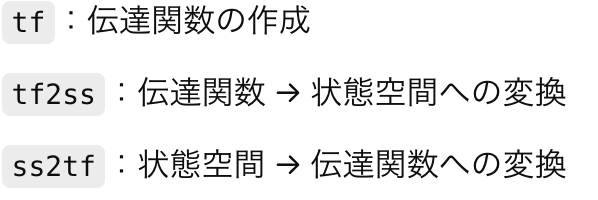 tf：伝達関数の作成
tf2ss：伝達関数 → 状態空間への変換
ss2tf：状態空間 → 伝達関数への変換